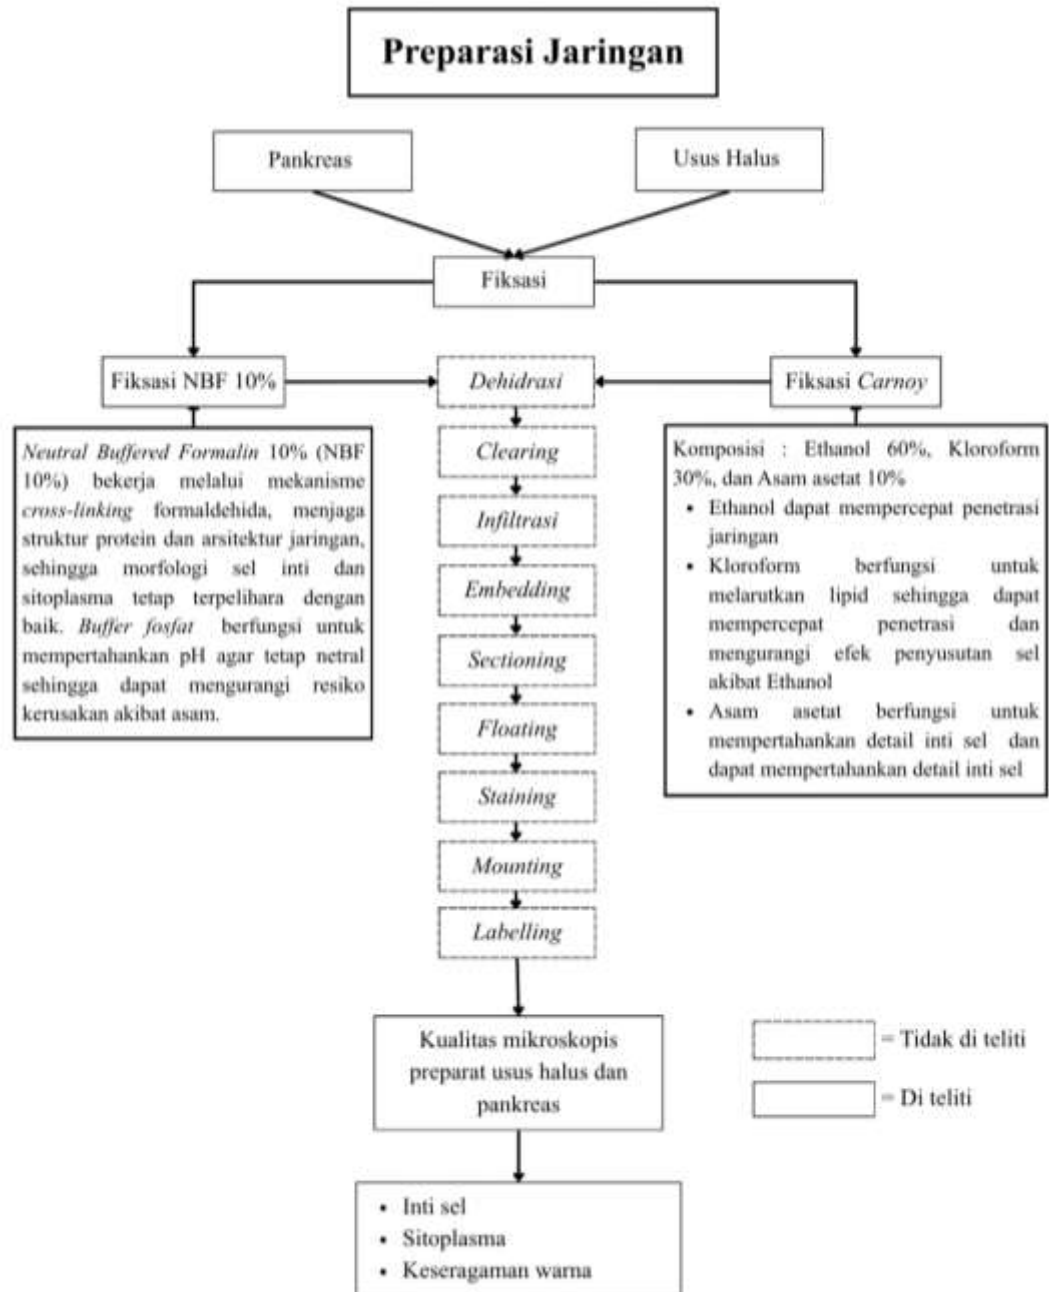 Preparasi Jaringan
Pankreas
Usus Halus
Fiksasi
Fiksasi NBF 10%
Dehidrasi
Fiksasi Carnoy
Neutral Buffered Formalin 10% (NBF
10%) bekerja melalui mekanisme
cross-linking formaldehida, menjaga
struktur protein dan arsitektur jaringan,
sehingga morfologi sel inti dan
sitoplasma tetap terpelihara dengan
baik. Buffer fosfat berfungsi untuk
mempertahankan pH agar tetap netral
sehingga dapat mengurangi resiko
kerusakan akibat asam.
Clearing
Infiltrasi
Embedding
Sectioning
Floating
Staining
Mounting
Labelling
Komposisi : Ethanol 60%, Kloroform
30%, dan Asam asetat 10%
• Ethanol dapat mempercepat penetrasi
jaringan
• Kloroform berfungsi untuk
melarutkan lipid sehingga dapat
mempercepat penetrasi dan
mengurangi efek penyusutan sel
akibat Ethanol
• Asam asetat berfungsi untuk
mempertahankan detail inti sel dan
dapat mempertahankan detail inti sel
Kualitas mikroskopis
preparat usus halus dan
pankreas
= Tidak di teliti
= Di teliti
• Inti sel
• Sitoplasma
• Keseragaman warna